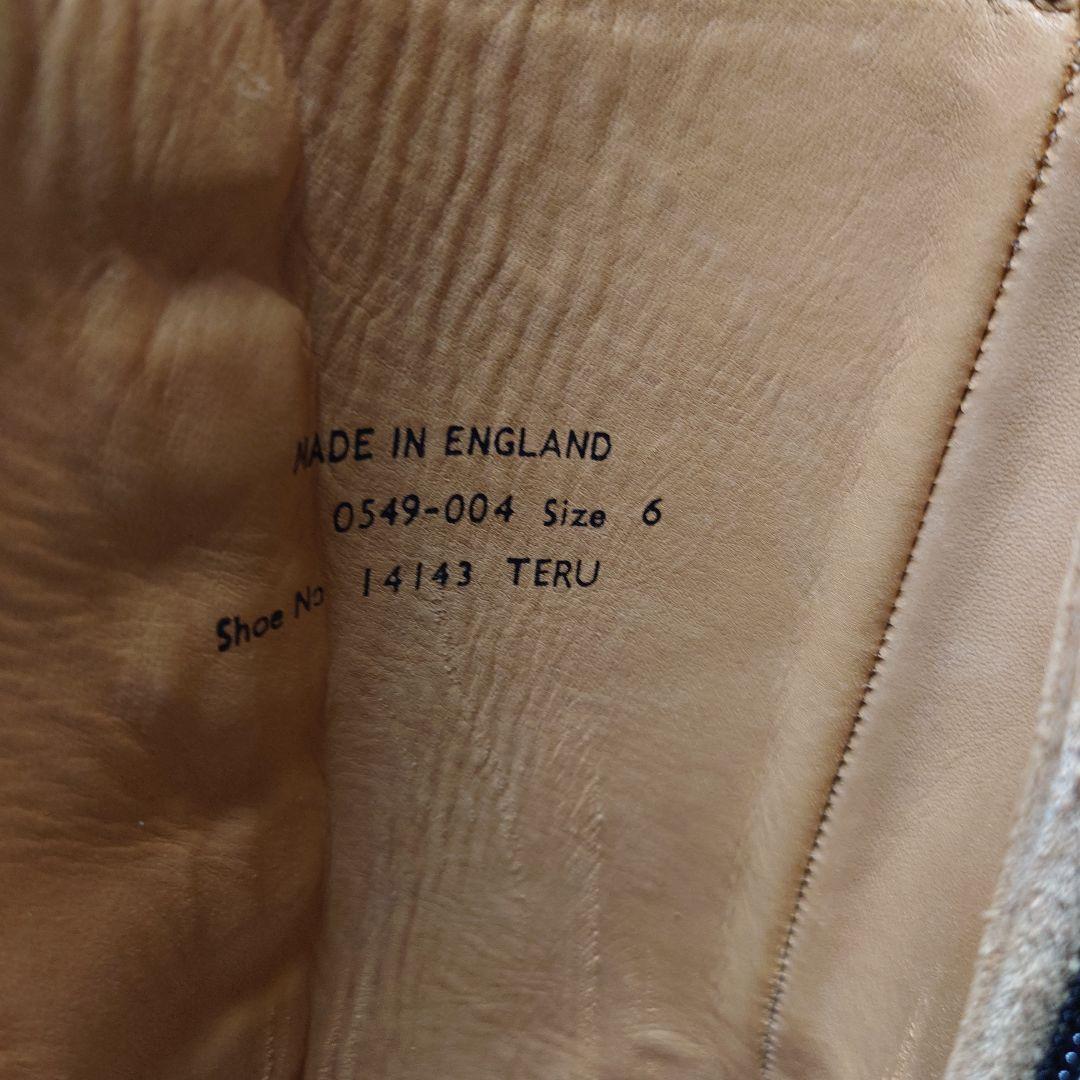 MADE IN ENGLAND
0549-004 Size 6
Shoe No 14143 TERU